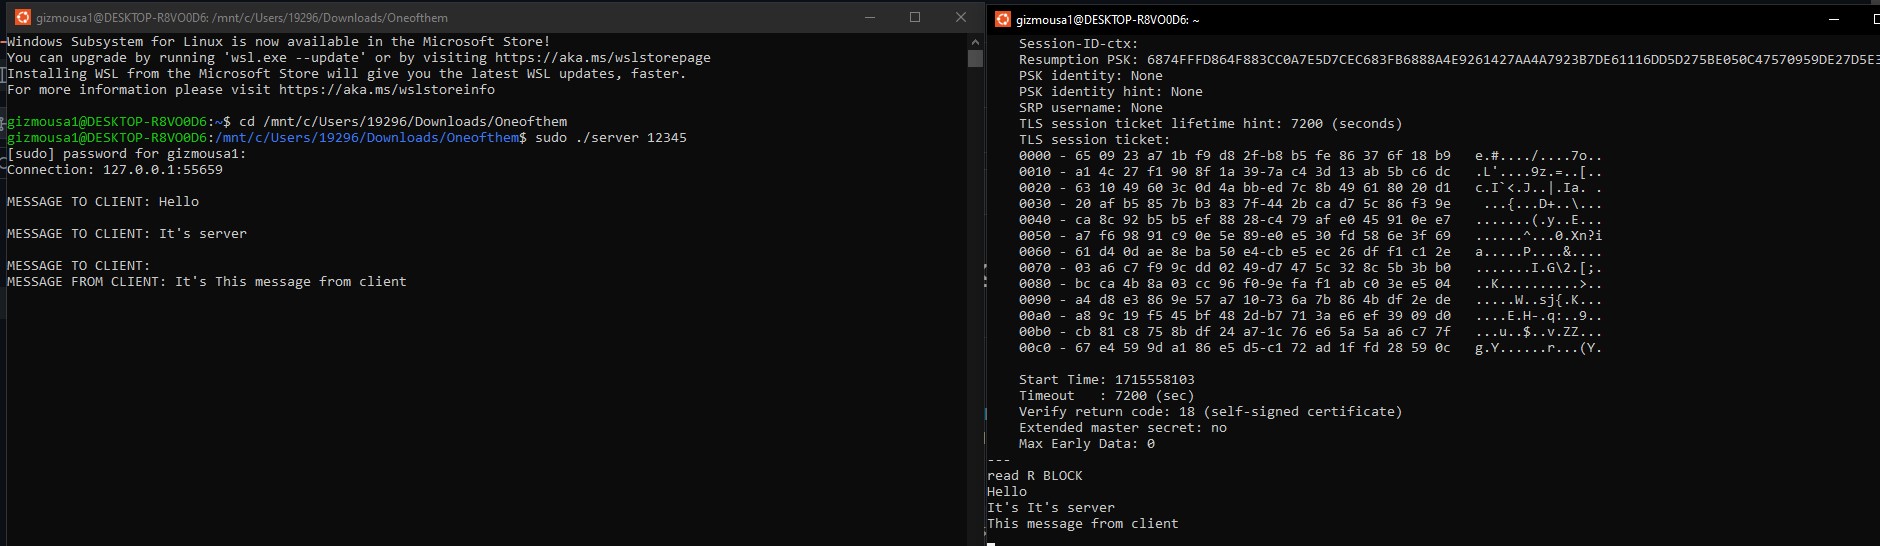 gizmousa1@DESKTOP-R8VO0D6: /mnt/c/Users/19296/Downloads/Oneofthem
Windows Subsystem for Linux is now available in the Microsoft Store!
You can upgrade by running 'wsl.exe --update' or by visiting https://aka.ms/wslstorepage
Installing WSL from the Microsoft Store will give you the latest WSL updates, faster.
For more information please visit https://aka.ms/wslstoreinfo
gizmousa1@DESKTOP-R8VO0D6:~$ cd /mnt/c/Users/19296/Downloads/Oneofthem
gizmousa1@DESKTOP-R8VO0D6:/mnt/c/Users/19296/Downloads/Oneofthem$ sudo ./server 12345
[sudo] password for gizmousa1:
Connection: 127.0.0.1:55659
MESSAGE TO CLIENT: Hello
MESSAGE TO CLIENT: It's server
MESSAGE TO CLIENT:
MESSAGE FROM CLIENT: It's This message from client
gizmousa1@DESKTOP-R8VO0D6: ~
Session-ID-ctx:
Resumption PSK: 6874FFFD864F883CC0A7E5D7CEC683FB6888A4E9261427AA4A7923B7DE61116DD5D275BE050C47570959DE27D5E3
PSK identity: None
PSK identity hint: None
SRP username: None
TLS session ticket lifetime hint: 7200 (seconds)
TLS session ticket:
0000 - 65 09 23 a7 1b f9 d8 2f-b8 b5 fe 86 37 6f 18 b9   e.#..../....7o..
0010 - a1 4c 27 f1 90 8f 1a 39-7a c4 3d 13 ab 5b c6 dc   .L'....9z.=..[..
0020 - 63 10 49 60 3c 0d 4a bb-ed 7c 8b 49 61 80 20 d1   c.I`<.J..|.Ia. .
0030 - 20 af b5 85 7b b3 83 7f-44 2b ca d7 5c 86 f3 9e    ...{...D+..\...
0040 - ca 8c 92 b5 b5 ef 88 28-c4 79 af e0 45 91 0e e7   .......(.y..E...
0050 - a7 f6 98 91 c9 0e 5e 89-e0 e5 30 fd 58 6e 3f 69   ......^...0.Xn?i
0060 - 61 d4 0d ae 8e ba 50 e4-cb e5 ec 26 df f1 c1 2e   a.....P....&....
0070 - 03 a6 c7 f9 9c dd 02 49-d7 47 5c 32 8c 5b 3b b0   .......I.G\2.[;.
0080 - bc ca 4b 8a 03 cc 96 f0-9e fa f1 ab c0 3e e5 04   ..K..........>..
0090 - a4 d8 e3 86 9e 57 a7 10-73 6a 7b 86 4b df 2e de   .....W..sj{.K...
00a0 - a8 9c 19 f5 45 bf 48 2d-b7 71 3a e6 ef 39 09 d0   ....E.H-.q:..9..
00b0 - cb 81 c8 75 8b df 24 a7-1c 76 e6 5a 5a a6 c7 7f   ...u..$..v.ZZ...
00c0 - 67 e4 59 9d a1 86 e5 d5-c1 72 ad 1f fd 28 59 0c   g.Y......r...(Y.
Start Time: 1715558103
Timeout   : 7200 (sec)
Verify return code: 18 (self-signed certificate)
Extended master secret: no
Max Early Data: 0
---
read R BLOCK
Hello
It's It's server
This message from client